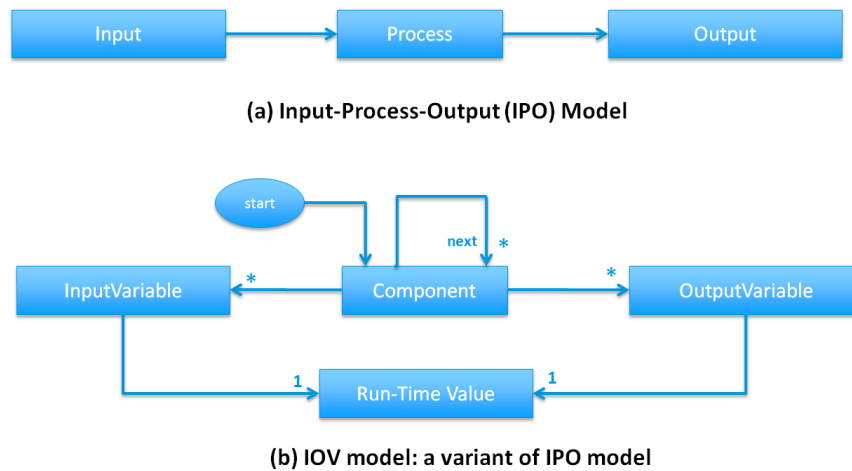 Input
Process
Output
(a) Input-Process-Output (IPO) Model
start
next
*
*
*
InputVariable
Component
OutputVariable
1
1
Run-Time Value
(b) IOV model: a variant of IPO model